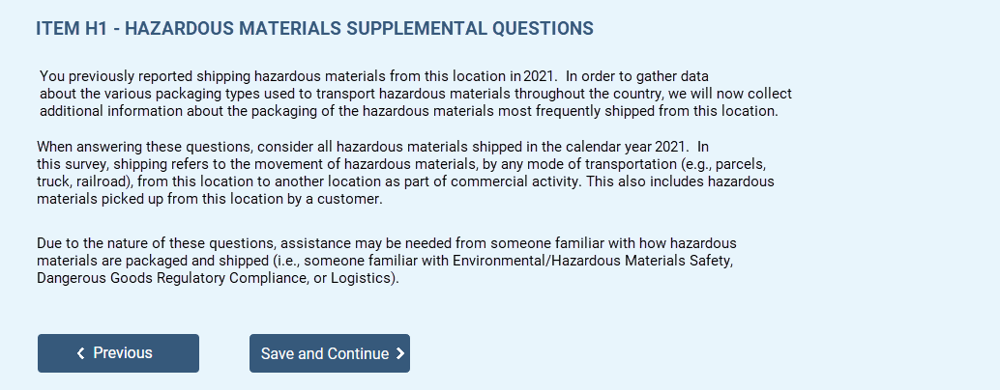 ITEM H1 - HAZARDOUS MATERIALS SUPPLEMENTAL QUESTIONS
You previously reported shipping hazardous materials from this location in 2021.  In order to gather data
about the various packaging types used to transport hazardous materials throughout the country, we will now collect
additional information about the packaging of the hazardous materials most frequently shipped from this location.
When answering these questions, consider all hazardous materials shipped in the calendar year 2021.  In
this survey, shipping refers to the movement of hazardous materials, by any mode of transportation (e.g., parcels,
truck, railroad), from this location to another location as part of commercial activity. This also includes hazardous
materials picked up from this location by a customer.
Due to the nature of these questions, assistance may be needed from someone familiar with how hazardous
materials are packaged and shipped (i.e., someone familiar with Environmental/Hazardous Materials Safety,
Dangerous Goods Regulatory Compliance, or Logistics).
Previous
Save and Continue